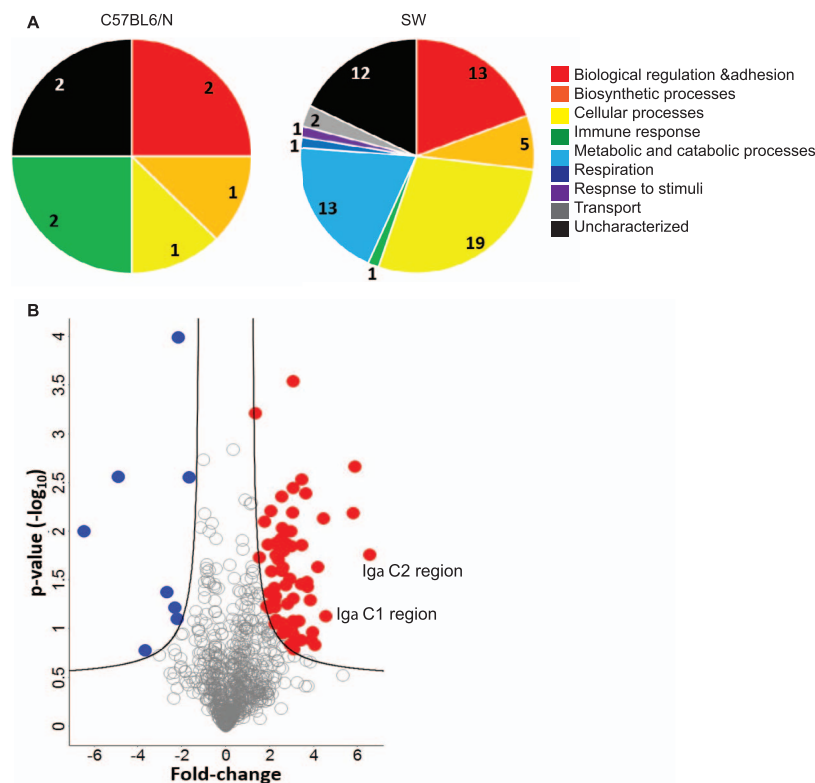 A
C57BL6/N
SW
2
2
1
1
2
12
13
5
19
1
13
1
1
2
Biological regulation &adhesion
Biosynthetic processes
Cellular processes
Immune response
Metabolic and catabolic processes
Respiration
Respnse to stimuli
Transport
Uncharacterized
B
p-value (-log10)
4
3.5
3
2.5
2
1.5
1
0.5
0
Iga C2 region
Iga C1 region
-6 -4 -2 0 2 4 6
Fold-change